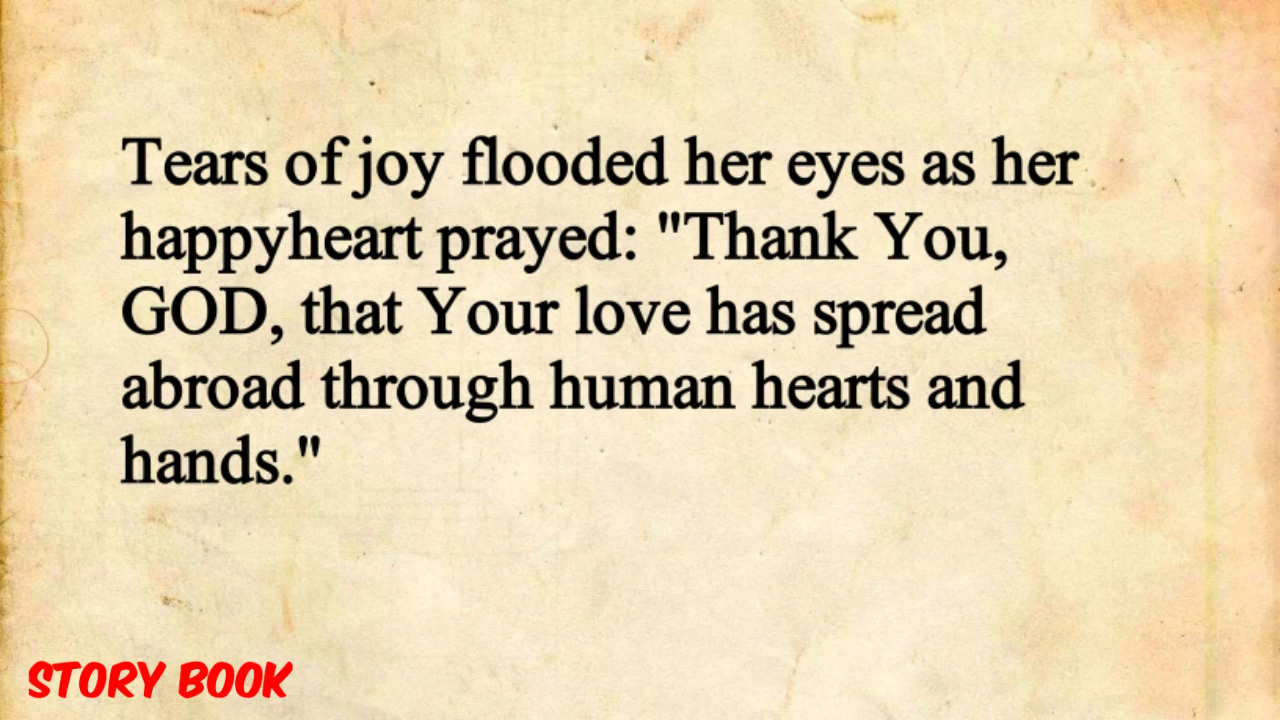 Tears of joy flooded her eyes as her
happyheart prayed: "Thank You,
GOD, that Your love has spread
abroad through human hearts and
hands."
STORY BOOK